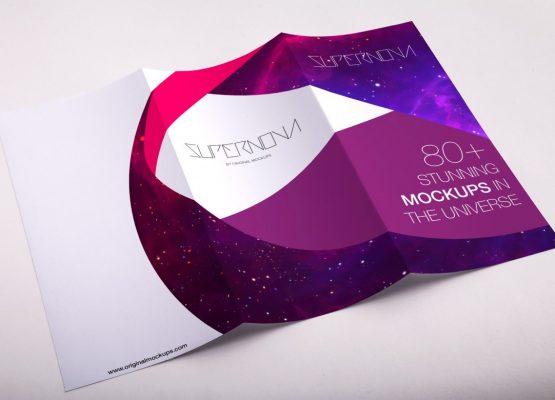 SUPERNOVA
SUPERNOVA
BY ORIGINAL MOCKUPS
80+
STUNNING
MOCKUPS IN
THE UNIVERSE
www.originalmockups.com